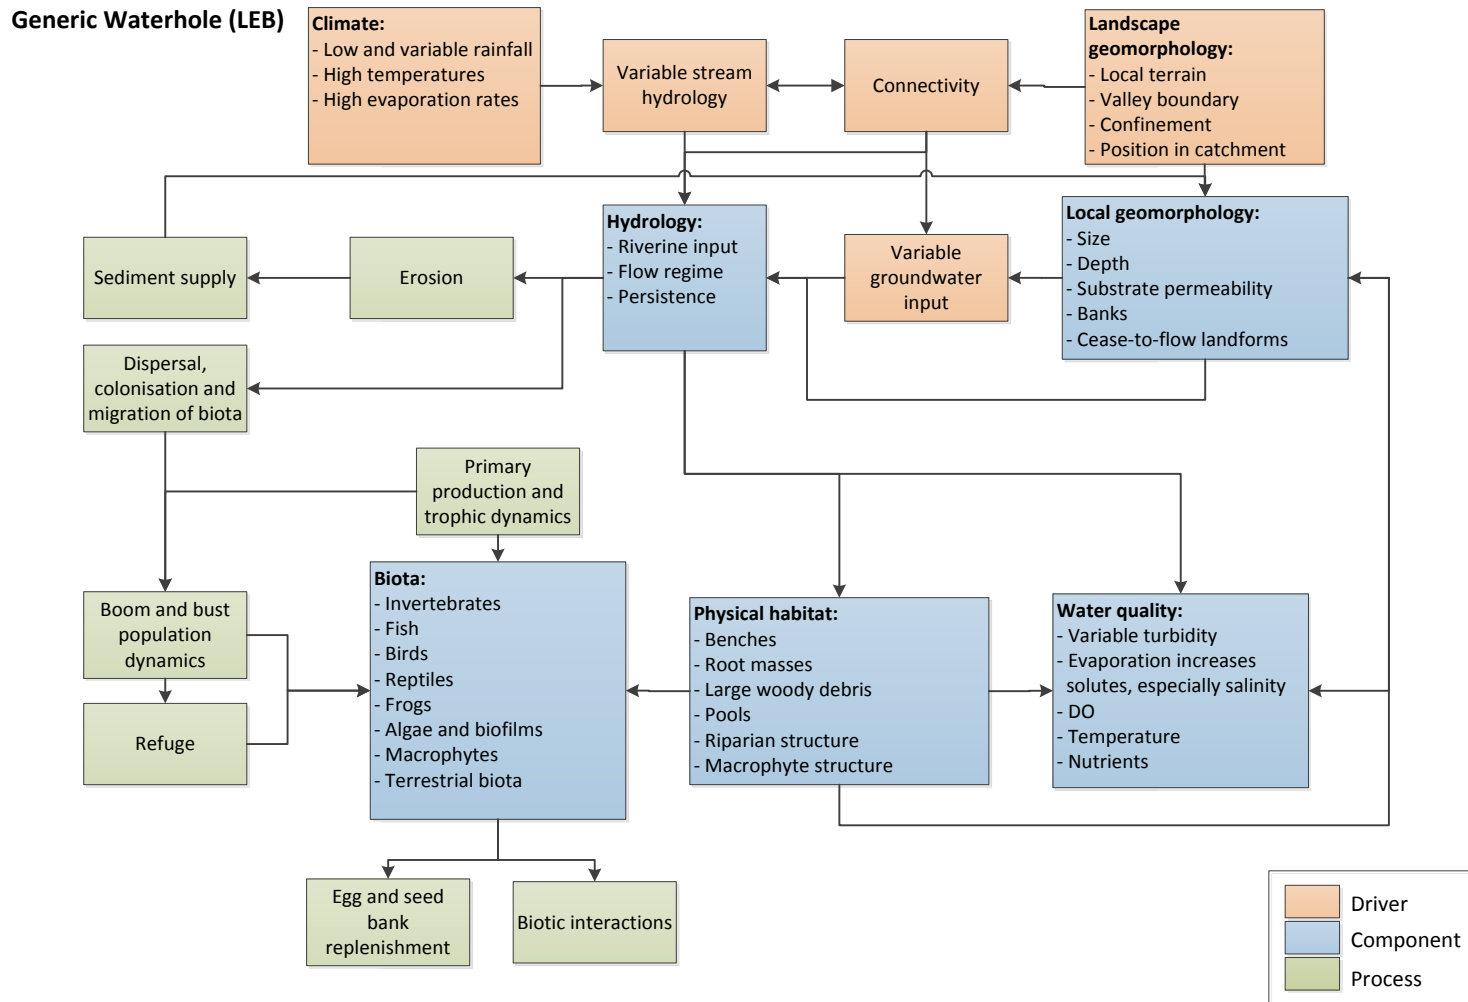 Generic Waterhole (LEB)
Climate:
- Low and variable rainfall
- High temperatures
- High evaporation rates
Variable stream
hydrology
Connectivity
Landscape
geomorphology:
- Local terrain
- Valley boundary
- Confinement
- Position in catchment
Sediment supply
Erosion
Hydrology:
- Riverine input
- Flow regime
- Persistence
Variable
groundwater
input
Local geomorphology:
- Size
- Depth
- Substrate permeability
- Banks
- Cease-to-flow landforms
Dispersal,
colonisation and
migration of biota
Primary
production and
trophic dynamics
Boom and bust
population
dynamics
Refuge
Biota:
- Invertebrates
- Fish
- Birds
- Reptiles
- Frogs
- Algae and biofilms
- Macrophytes
- Terrestrial biota
Physical habitat:
- Benches
- Root masses
- Large woody debris
- Pools
- Riparian structure
- Macrophyte structure
Water quality:
- Variable turbidity
- Evaporation increases
solutes, especially salinity
- DO
- Temperature
- Nutrients
Egg and seed
bank
replenishment
Biotic interactions
Driver
Component
Process